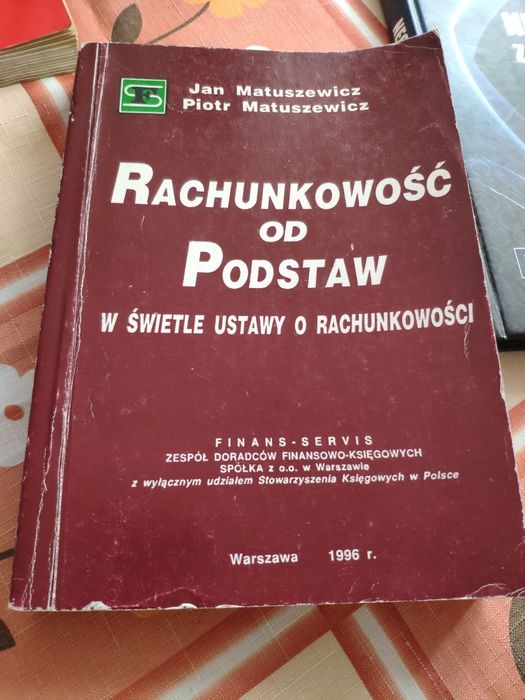 FS
Jan Matuszewicz
Piotr Matuszewicz
RACHUNKOWOŚĆ
OD
PODSTAW
W ŚWIETLE USTAWY O RACHUNKOWOŚCI
FINANS-SERVIS
ZESPÓŁ DORADCÓW FINANSOWO-KSIĘGOWYCH
SPÓŁKA z o.o. w Warszawie
z wyłącznym udziałem Stowarzyszenia Księgowych w Polsce
Warszawa 1996 r.